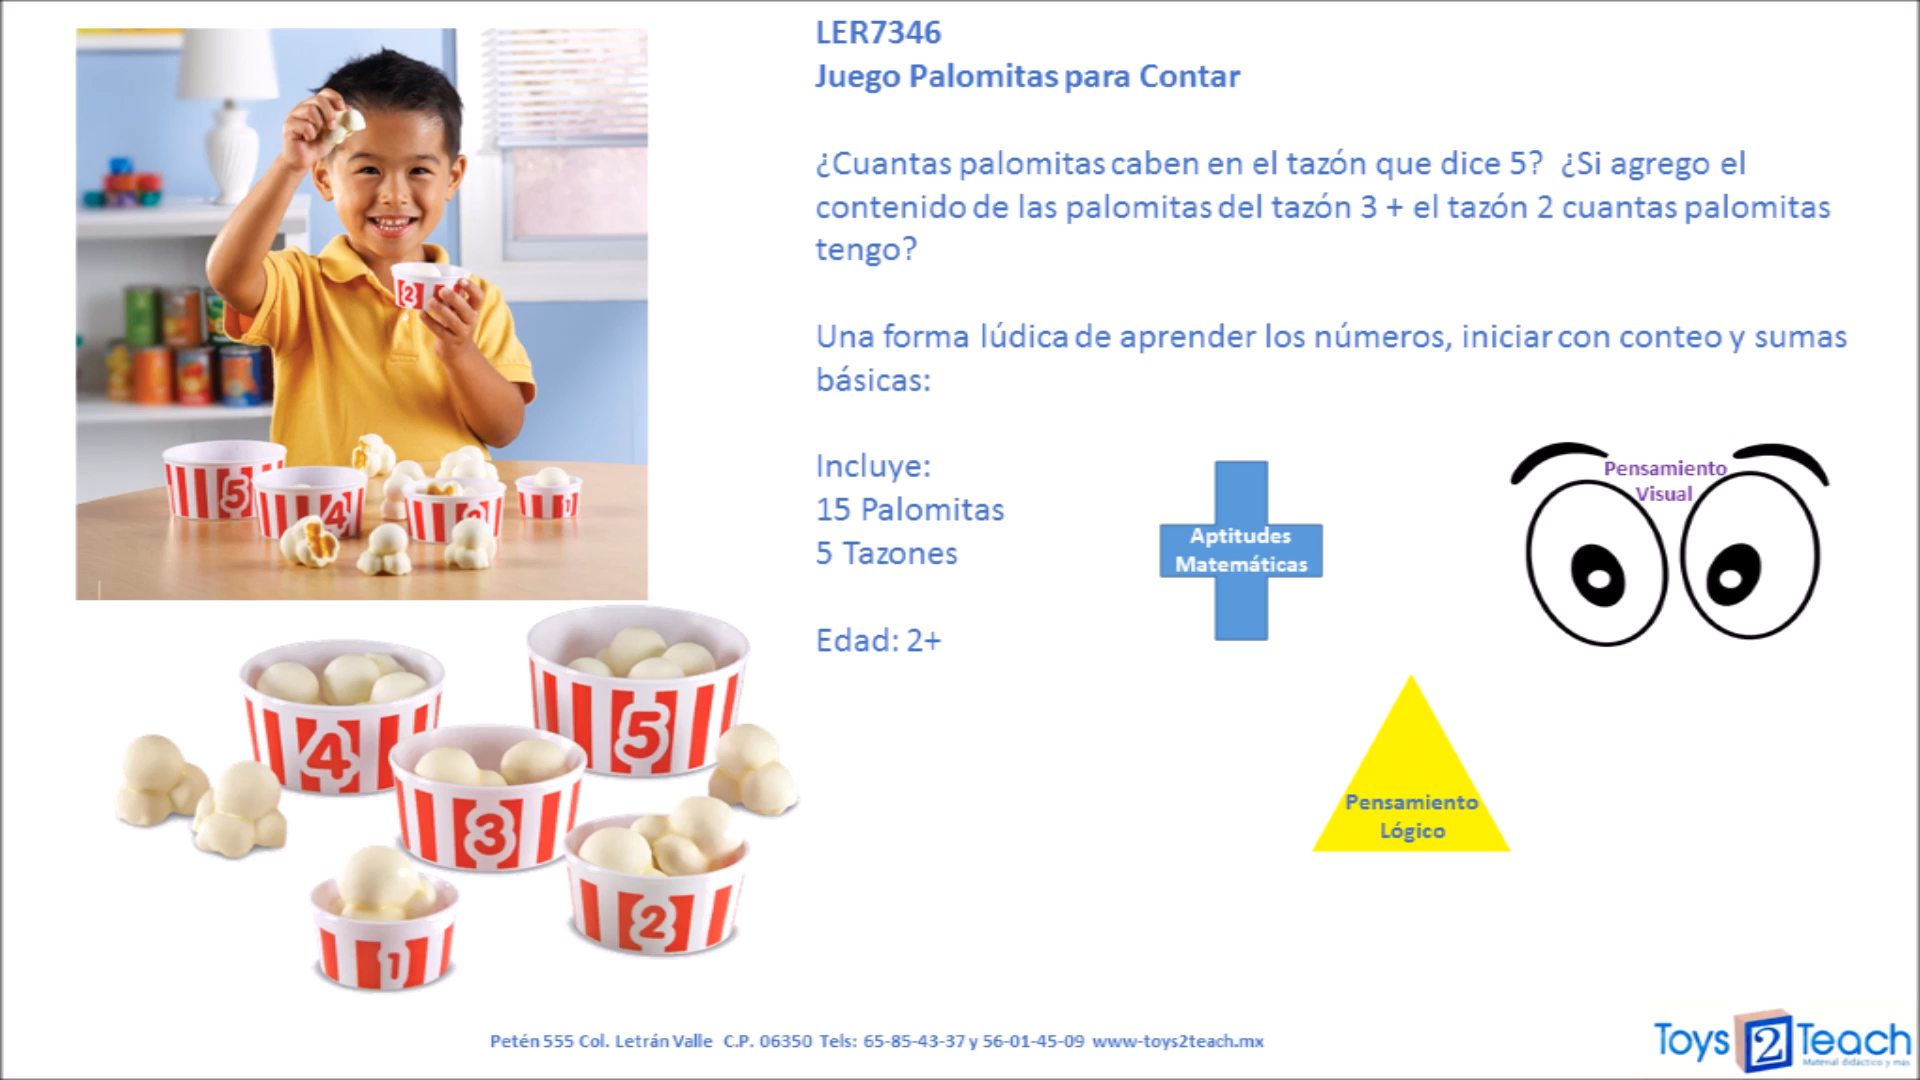 LER7346
Juego Palomitas para Contar
¿Cuantas palomitas caben en el tazón que dice 5? ¿Si agrego el
contenido de las palomitas del tazón 3 + el tazón 2 cuantas palomitas
tengo?
Una forma lúdica de aprender los números, iniciar con conteo y sumas
básicas:
Incluye:
15 Palomitas
5 Tazones
Edad: 2+
Aptitudes
Matemáticas
Pensamiento
Visual
Pensamiento
Lógico
2
5
4
3
1
4
5
3
2
1
Petén 555 Col. Letrán Valle C.P. 06350 Tels: 65-85-43-37 y 56-01-45-09 www-toys2teach.mx
Toys 2 Teach
Material didáctico y más